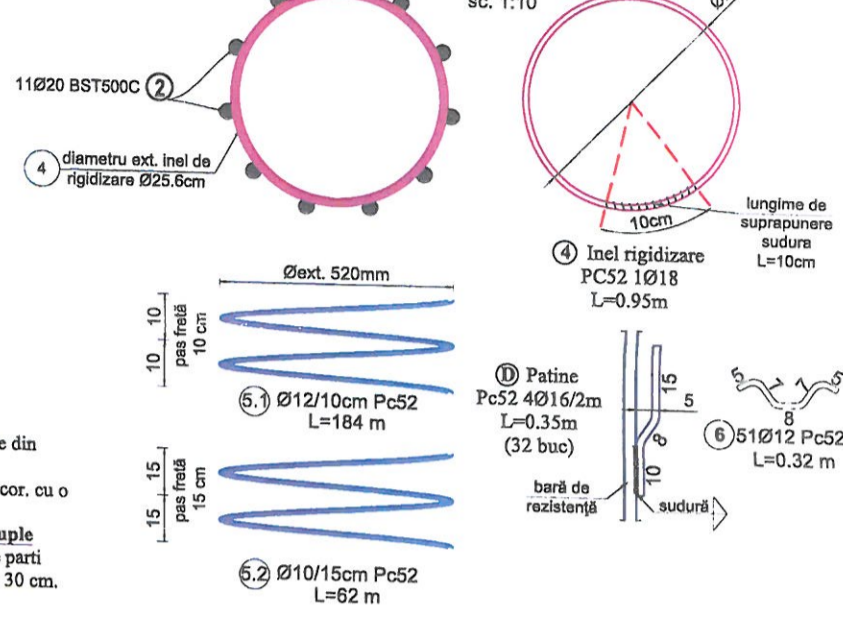 sc. 1:10
11Ø20 BST500C 2
4 diametru ext. inel de
rigidizare Ø25.6cm
10cm
lungime de
suprapunere
sudura
L=10cm
4 Inel rigidizare
PC52 1Ø18
L=0.95m
Øext. 520mm
10
10
pas fretă
10 cm
5.1 Ø12/10cm Pc52
L=184 m
15
15
pas fretă
15 cm
5.2 Ø10/15cm Pc52
L=62 m
D Patine
Pc52 4Ø16/2m
L=0.35m
(32 buc)
15
5
8
10
bară de
rezistență
sudură
5
7
7
5
8
6 51Ø12 Pc52
L=0.32 m
e din
cor. cu o
uple
parti
30 cm.